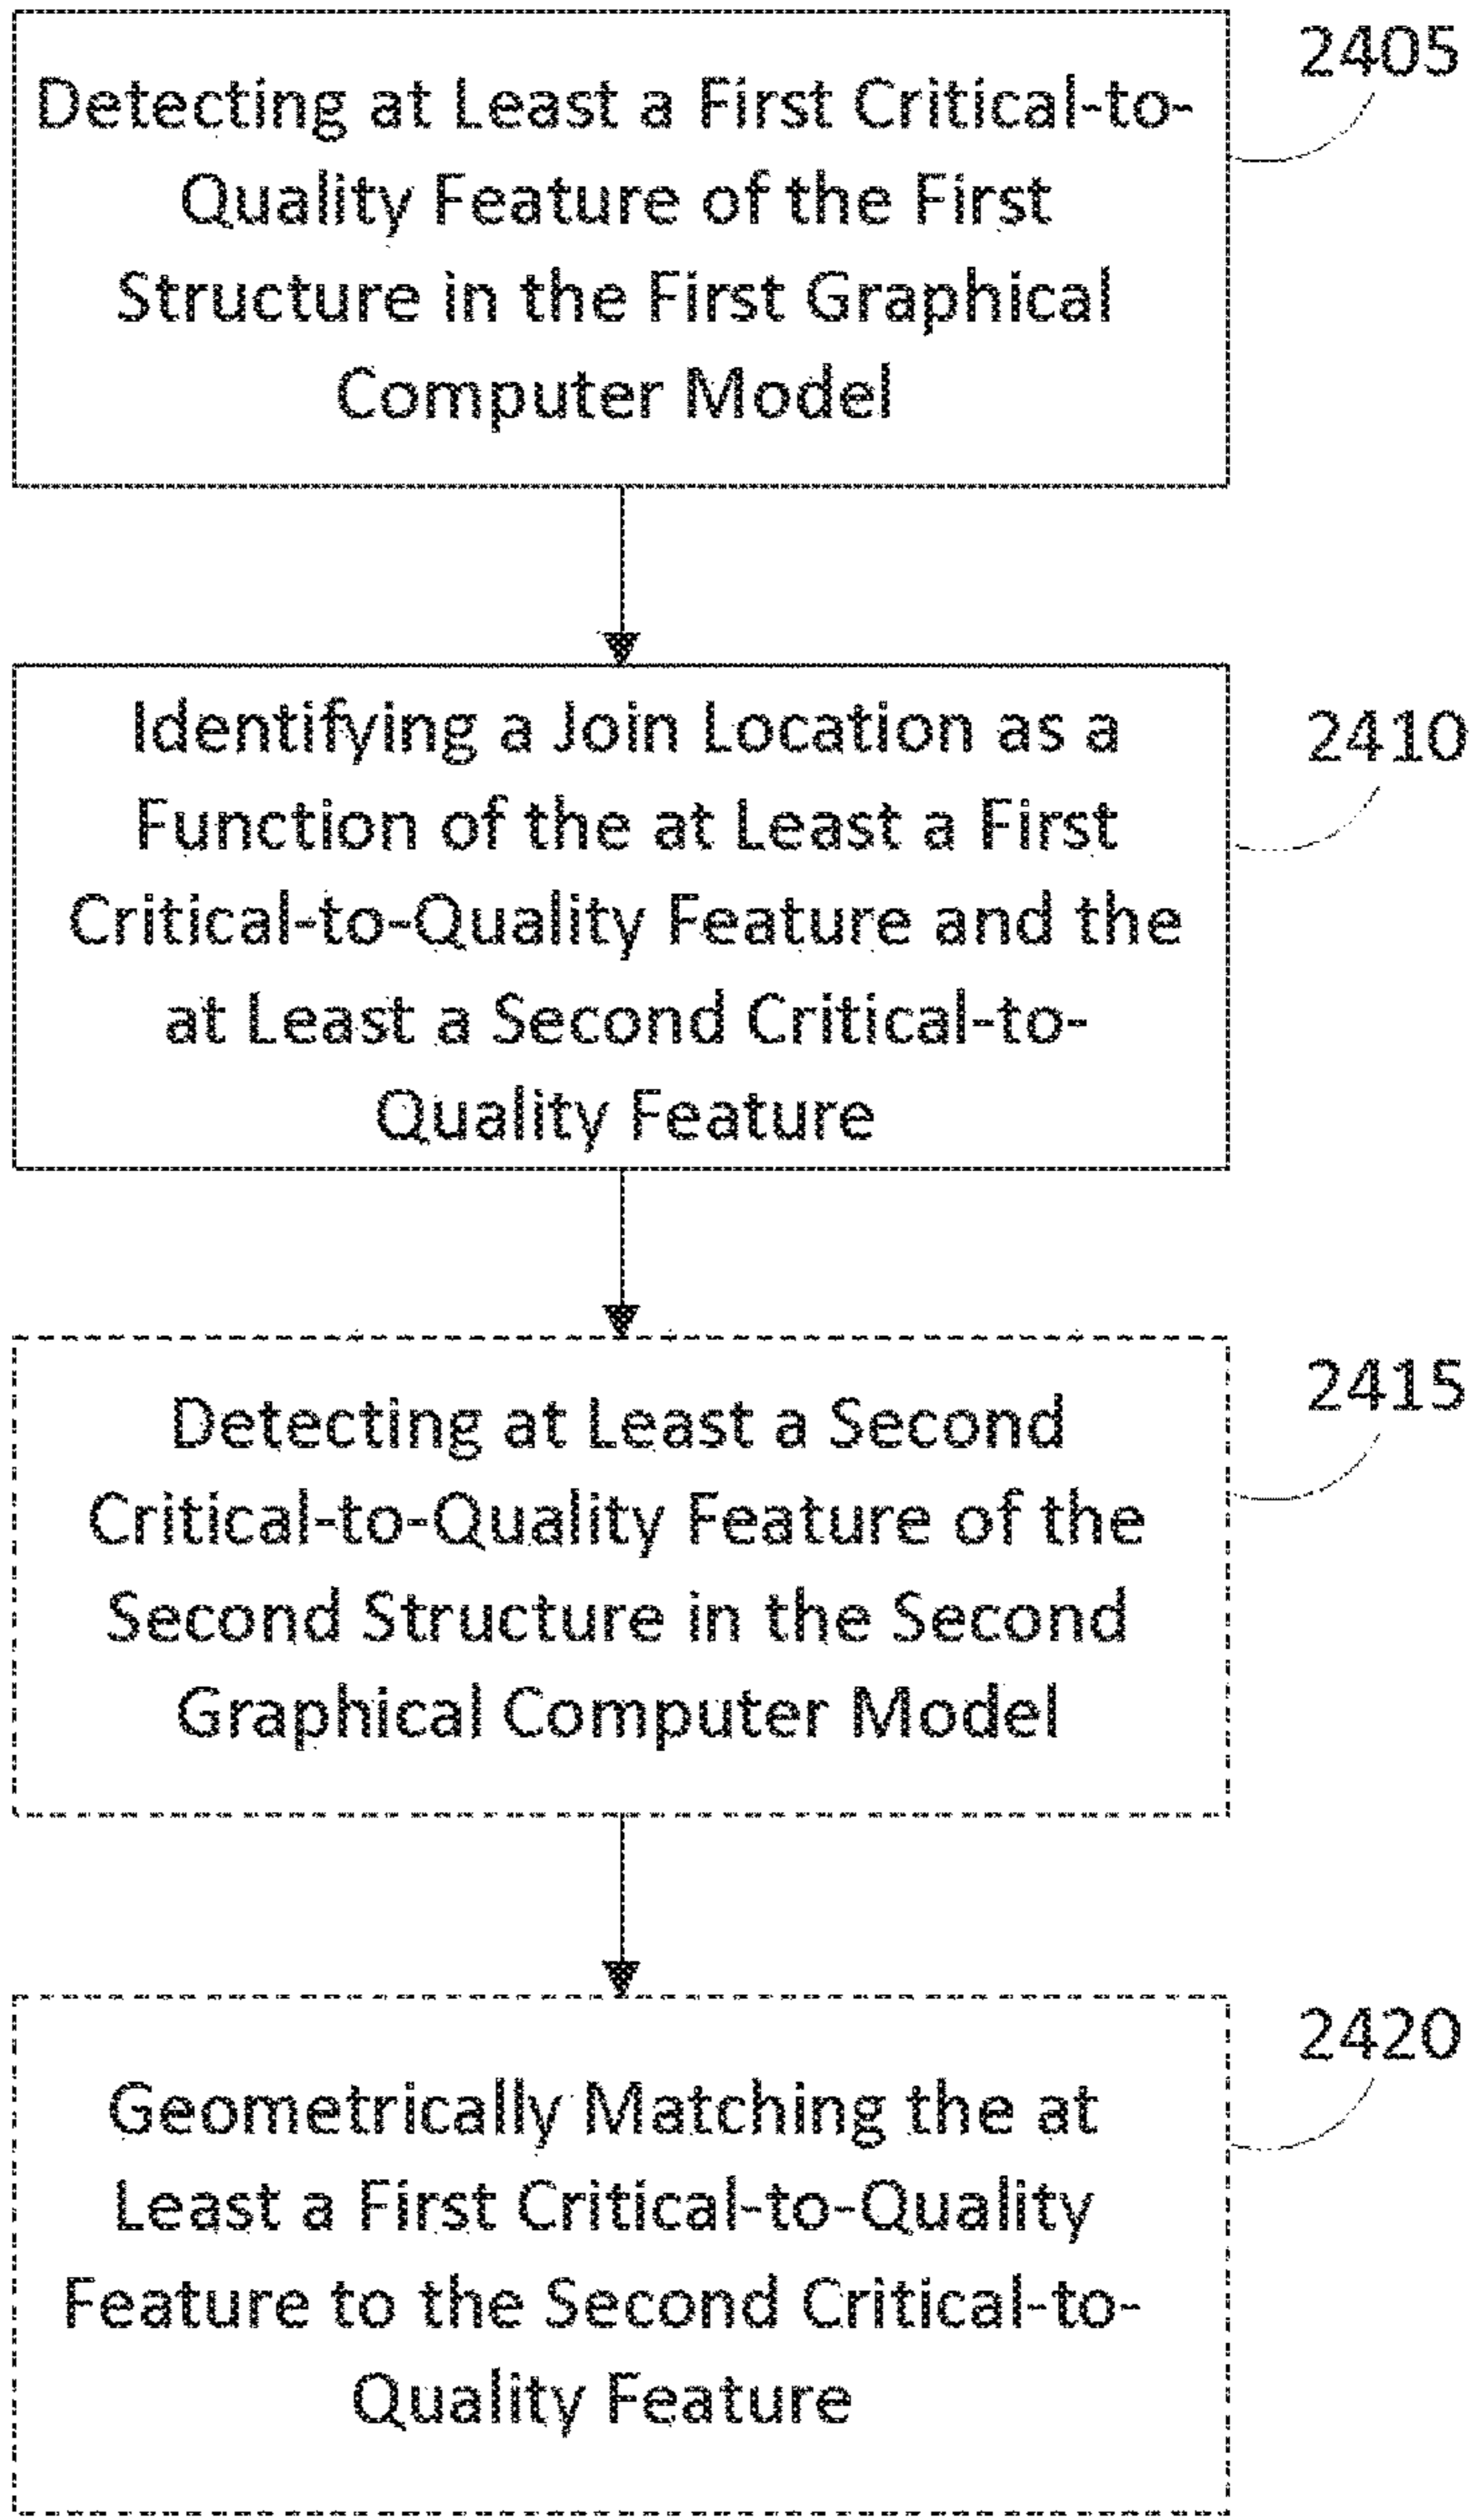 2405
Detecting at Least a First Critical-to-
Quality Feature of the First
Structure in the First Graphical
Computer Model
2410
Identifying a Join Location as a
Function of the at Least a First
Critical-to-Quality Feature and the
at Least a Second Critical-to-
Quality Feature
2415
Detecting at Least a Second
Critical-to-Quality Feature of the
Second Structure in the Second
Graphical Computer Model
2420
Geometrically Matching the at
Least a First Critical-to-Quality
Feature to the Second Critical-to-
Quality Feature